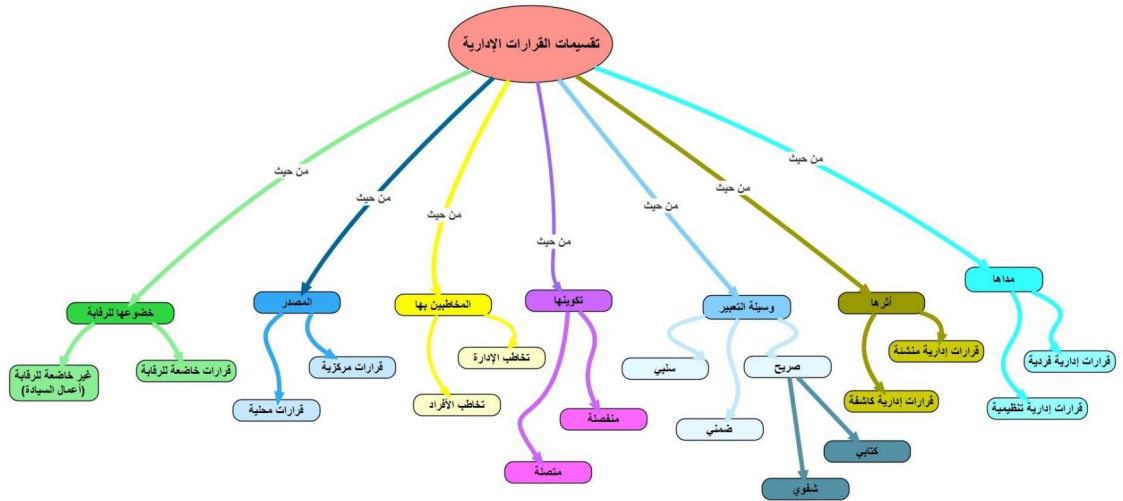 تقسيمات القرارات الإدارية
من حيث
من حيث
من حيث
من حيث
من حيث
من حيث
من حيث
مداها
أثرها
وسيلة التعبير
تكوينها
المخاطبين بها
المصدر
خضوعها للرقابة
قرارات إدارية فردية
قرارات إدارية تنظيمية
قرارات إدارية منشئة
قرارات إدارية كاشفة
صريح
ضمني
سلبي
كتابي
شفوي
منفصلة
متصلة
تخاطب الإدارة
تخاطب الأفراد
قرارات مركزية
قرارات محلية
قرارات خاضعة للرقابة
غير خاضعة للرقابة
(أعمال السيادة)